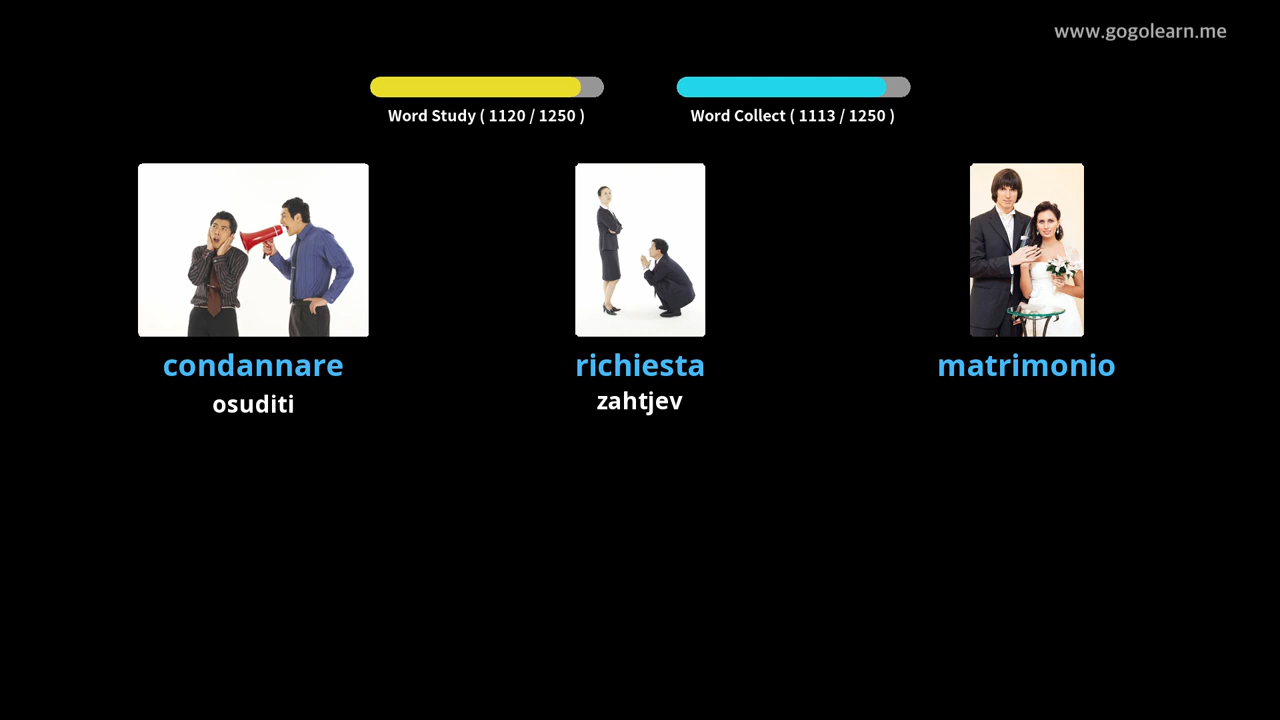 www.gogolearn.me
Word Study ( 1120 / 1250 )
Word Collect ( 1113 / 1250 )
condannare
osuditi
richiesta
zahtjev
matrimonio